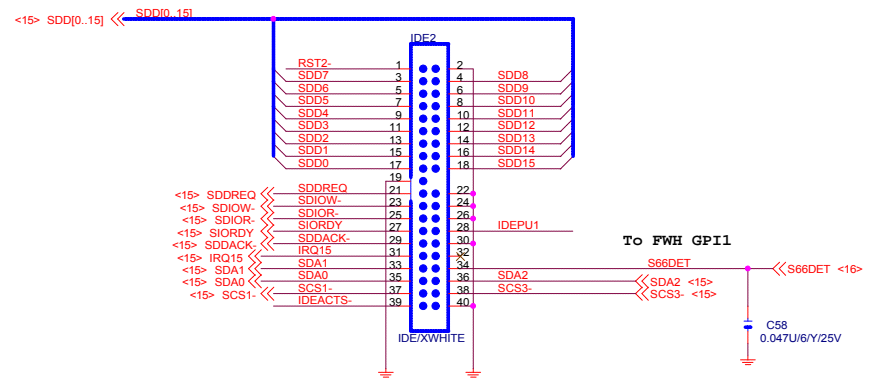 <15> SDD[0..15] SDD[0..15]
IDE2
RST2- 1 2
SDD7 3 4 SDD8
SDD6 5 6 SDD9
SDD5 7 8 SDD10
SDD4 9 10 SDD11
SDD3 11 12 SDD12
SDD2 13 14 SDD13
SDD1 15 16 SDD14
SDD0 17 18 SDD15
19
<15> SDDREQ SDDREQ 21 22
<15> SDIOW- SDIOW- 23 24
<15> SDIOR- SDIOR- 25 26
<15> SIORDY SIORDY 27 28 IDEPU1
<15> SDDACK- SDDACK- 29 30
To FWH GPI1
<15> IRQ15 IRQ15 31 32
<15> SDA1 SDA1 33 34 S66DET S66DET <16>
<15> SDA0 SDA0 35 36 SDA2 SDA2 <15>
<15> SCS1- SCS1- 37 38 SCS3- SCS3- <15>
IDEACTS- 39 40
C58
IDE/XWHITE 0.047U/6/Y/25V